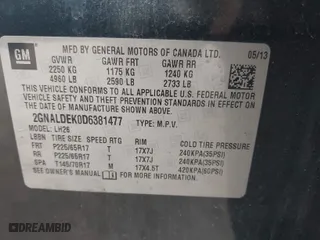 GM
MFD BY GENERAL MOTORS OF CANADA LTD. 05/13
GVWR GAWR FRT GAWR RR
2250 KG 1175 KG 1240 KG
4960 LB 2590 LB 2733 LB
THIS VEHICLE CONFORMS TO ALL APPLICABLE U.S. FEDERAL MOTOR
VEHICLE SAFETY AND THEFT PREVENTION STANDARDS IN EFFECT
ON THE DATE OF MANUFACTURE SHOWN ABOVE.
2GNALDEK0D6381477 TYPE: M.P.V.
MODEL: LH26
TIRE SIZE SPEED RTG RIM COLD TIRE PRESSURE
FRT P225/65R17 T 17X7J 240KPA(35PSI)
RR P225/65R17 T 17X7J 240KPA(35PSI)
SPA T145/70R17 M 17X4.5T 420KPA(60PSI)
SEE OWNER'S MANUAL FOR ADDITIONAL INFORMATION.
DREAMBID